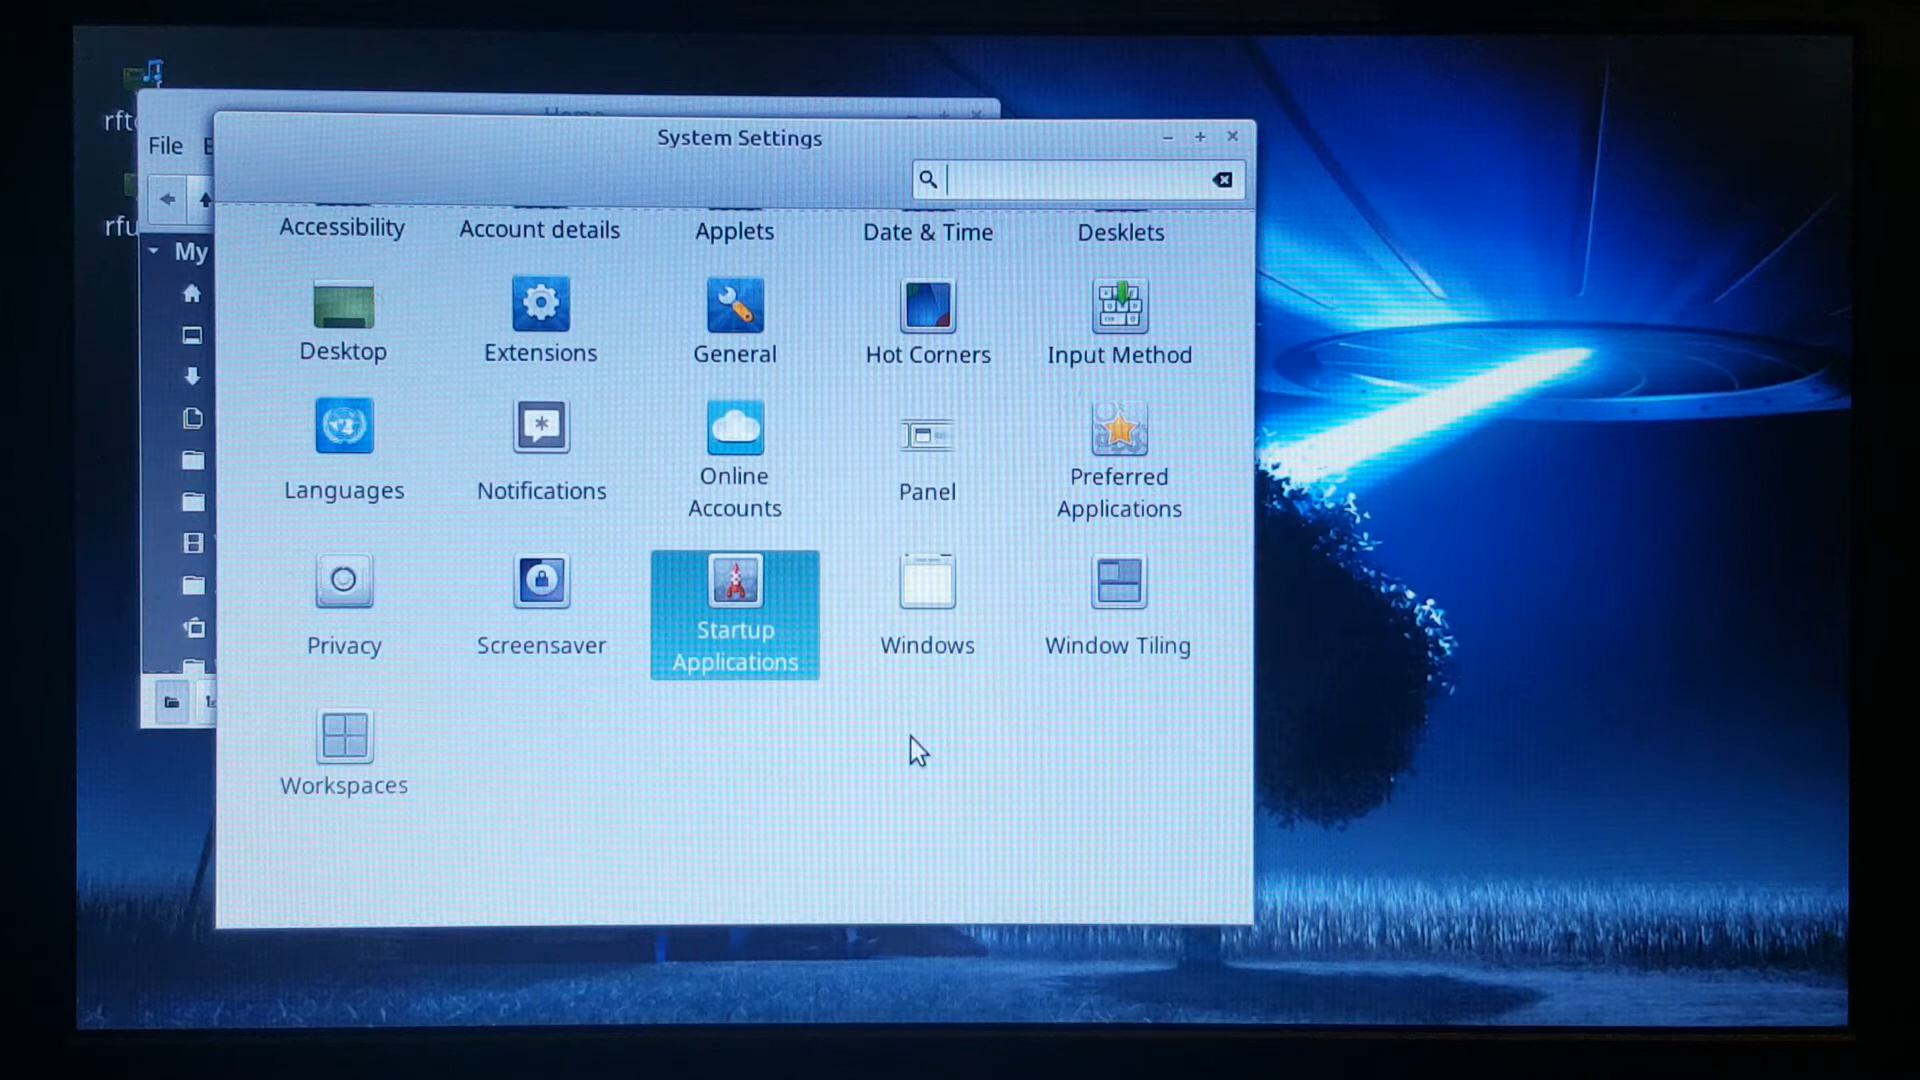 Home
rft
File E
System Settings
rfu
My
Accessibility Account details Applets Date & Time Desklets
Desktop Extensions General Hot Corners Input Method
Languages Notifications Online Accounts Panel Preferred Applications
Privacy Screensaver Startup Applications Windows Window Tiling
Workspaces